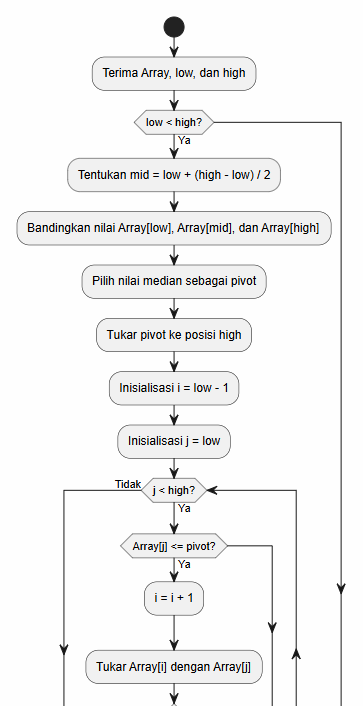 Terima Array, low, dan high
low < high?
Ya
Tentukan mid = low + (high - low) / 2
Bandingkan nilai Array[low], Array[mid], dan Array[high]
Pilih nilai median sebagai pivot
Tukar pivot ke posisi high
Inisialisasi i = low - 1
Inisialisasi j = low
Tidak
j < high?
Ya
Array[j] <= pivot?
Ya
i = i + 1
Tukar Array[i] dengan Array[j]